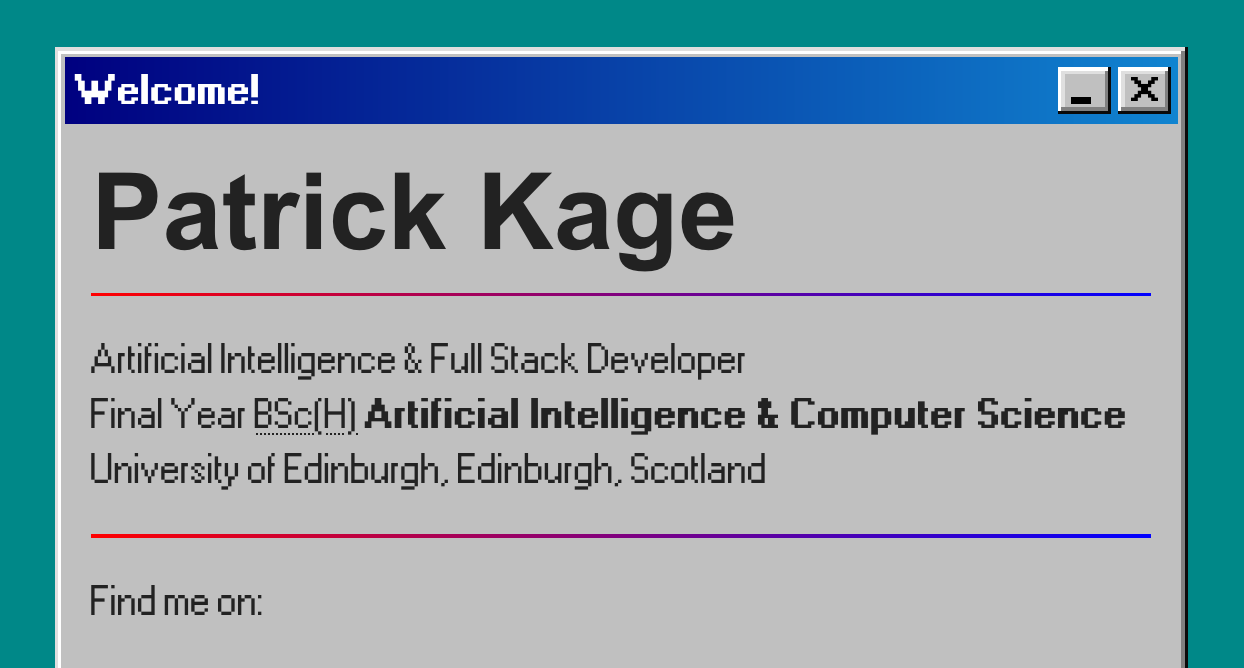 Welcome!
Patrick Kage
Artificial Intelligence & Full Stack Developer
Final Year BSc(H) Artificial Intelligence & Computer Science
University of Edinburgh, Edinburgh, Scotland
Find me on: